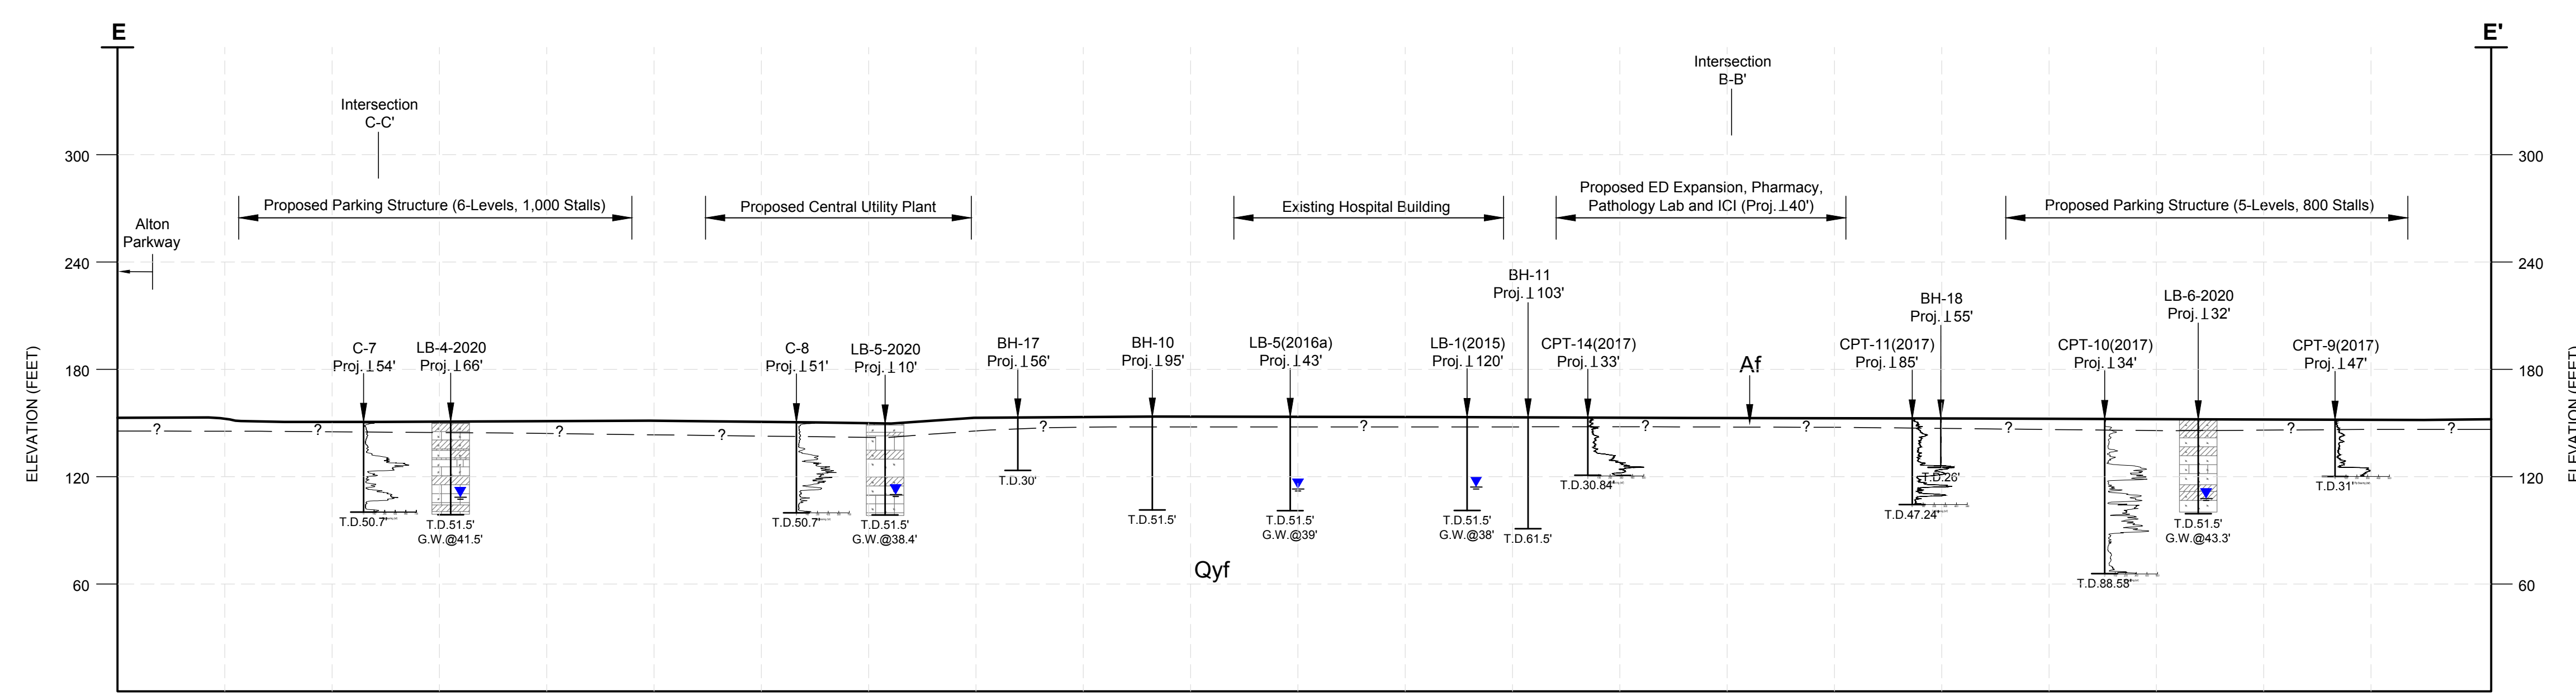 E
E'
Intersection
B-B'
Intersection
C-C'
300
300
Proposed Parking Structure (6-Levels, 1,000 Stalls)
Proposed Central Utility Plant
Existing Hospital Building
Proposed ED Expansion, Pharmacy,
Pathology Lab and ICI (Proj.⊥40')
Proposed Parking Structure (5-Levels, 800 Stalls)
Alton
Parkway
240
240
BH-11
Proj.⊥103'
BH-18
Proj.⊥55'
LB-6-2020
Proj.⊥32'
C-7
Proj.⊥54'
LB-4-2020
Proj.⊥66'
C-8
Proj.⊥51'
LB-5-2020
Proj.⊥10'
BH-17
Proj.⊥56'
BH-10
Proj.⊥95'
LB-5(2016a)
Proj.⊥43'
LB-1(2015)
Proj.⊥120'
CPT-14(2017)
Proj.⊥33'
Af
CPT-11(2017)
Proj.⊥85'
CPT-10(2017)
Proj.⊥34'
CPT-9(2017)
Proj.⊥47'
180
180
ELEVATION (FEET)
ELEVATION (FEET)
? ? ? ? ? ? ? ? ? ? ?
120
120
T.D.50.7'
T.D.51.5'
G.W.@41.5'
T.D.50.7'
T.D.51.5'
G.W.@38.4'
T.D.30'
T.D.51.5'
T.D.51.5'
G.W.@39'
T.D.51.5'
G.W.@38'
T.D.61.5'
T.D.30.84'
T.D.47.24'
T.D.26'
T.D.88.58'
T.D.51.5'
G.W.@43.3'
T.D.31'
Qyf
60
60